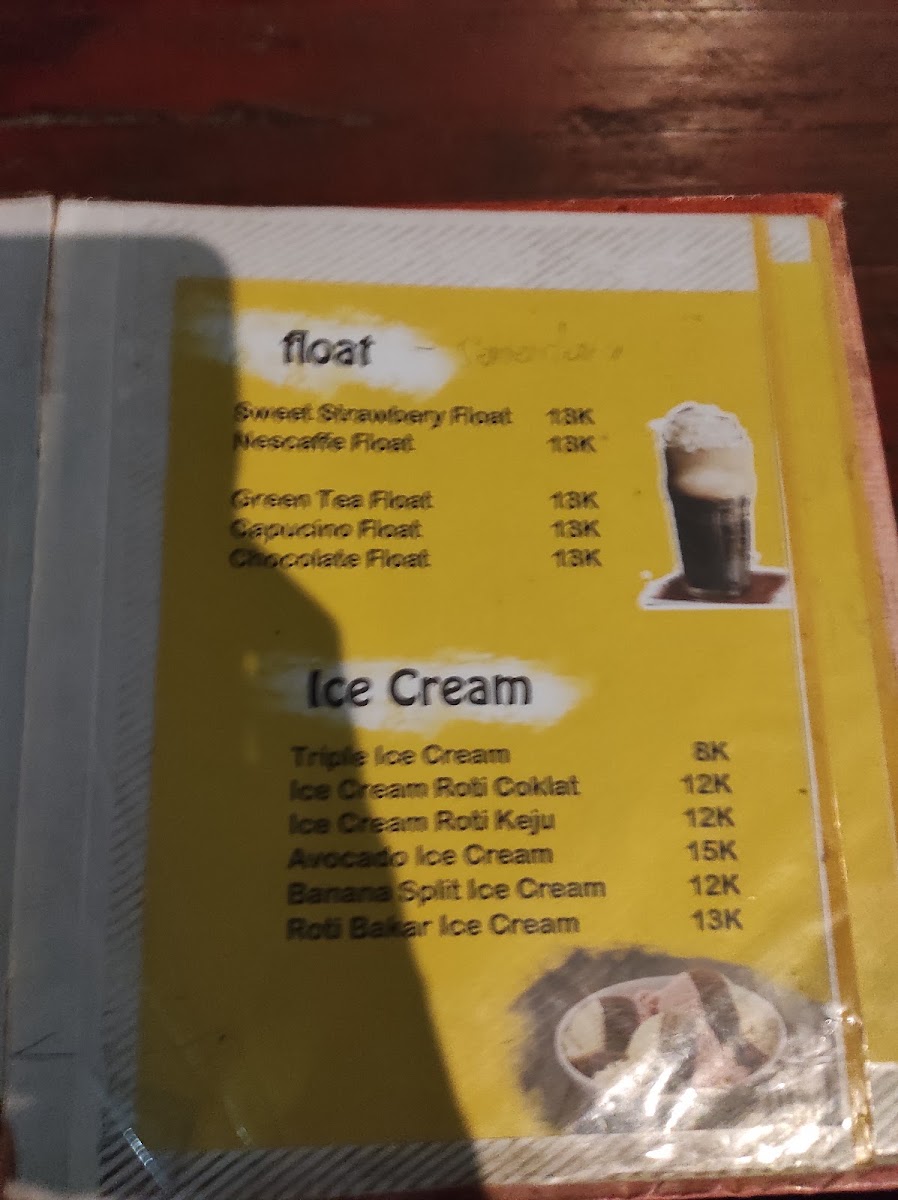 float
Sweet Strawbery Float 13K
Nescaffe Float 13K
Green Tea Float 13K
Capucino Float 13K
Chocolate Float 13K
Ice Cream
Triple Ice Cream 8K
Ice Cream Roti Coklat 12K
Ice Cream Roti Keju 12K
Avocado Ice Cream 15K
Banana Split Ice Cream 12K
Roti Bakar Ice Cream 13K